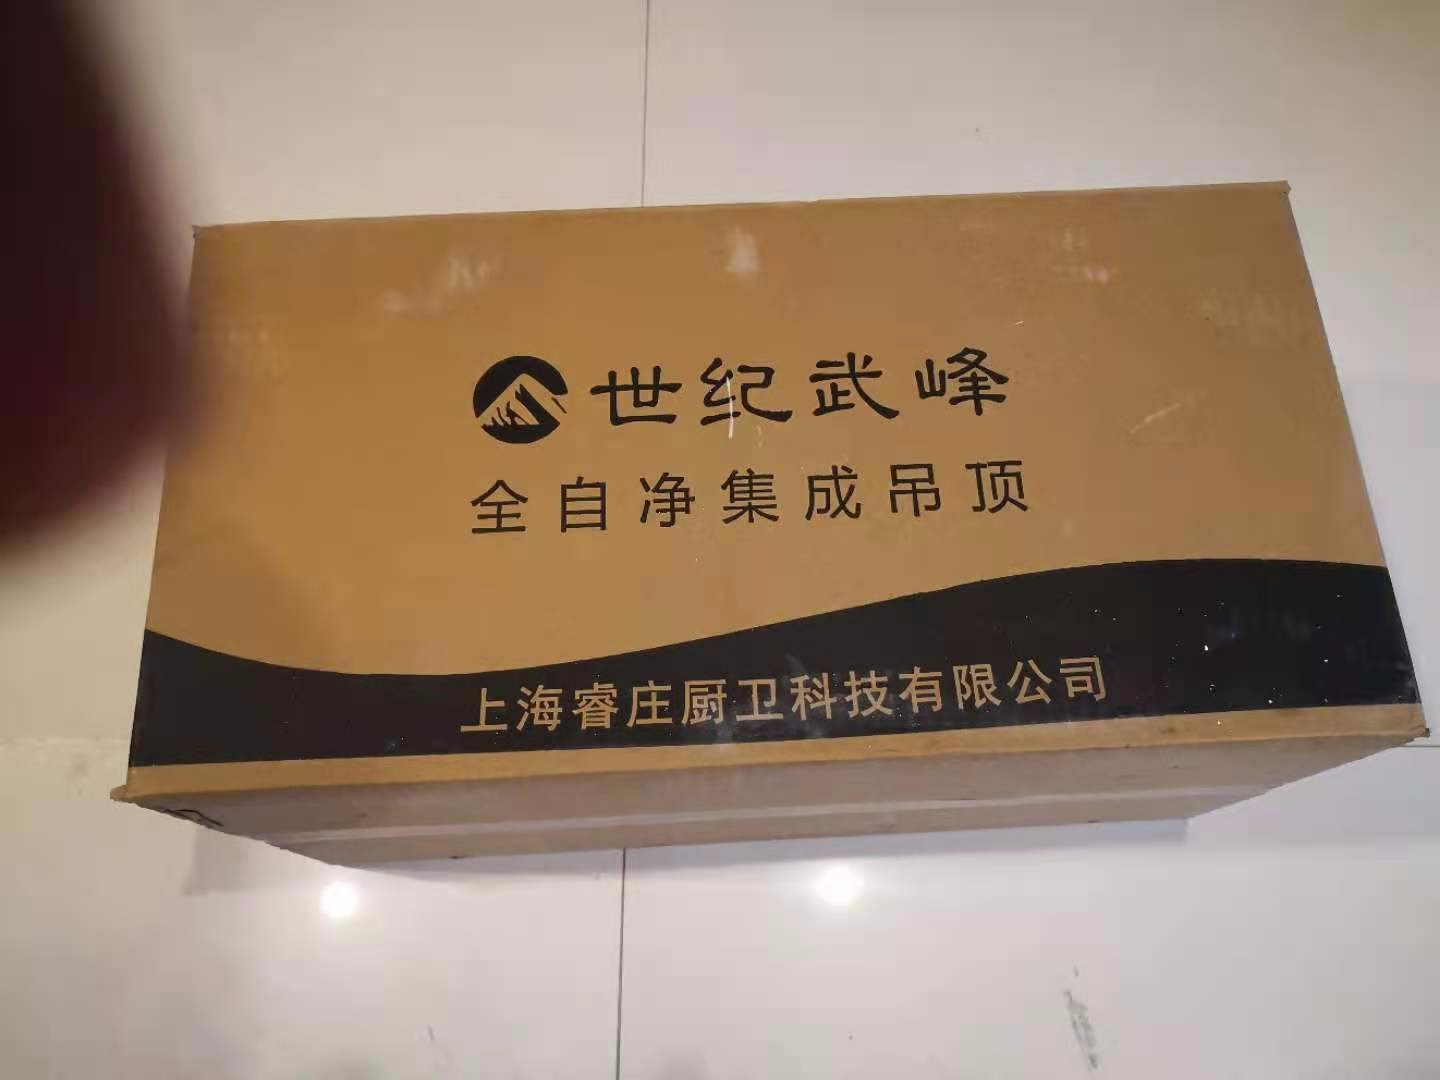 世纪武峰
全自净集成吊顶
上海睿庄厨卫科技有限公司